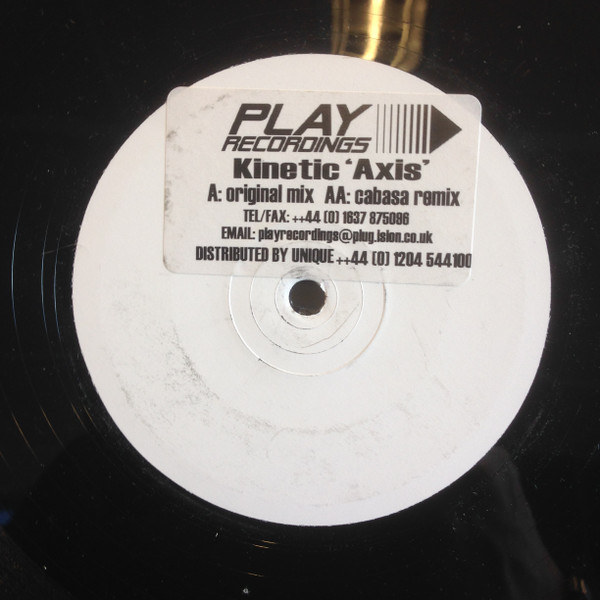 PLAY
RECORDINGS
Kinetic 'Axis'
A: original mix AA: cabasa remix
TEL/FAX: ++44 (0) 1637 875086
EMAIL: playrecordings@plug.ision.co.uk
DISTRIBUTED BY UNIQUE ++44 (0) 1204 544100